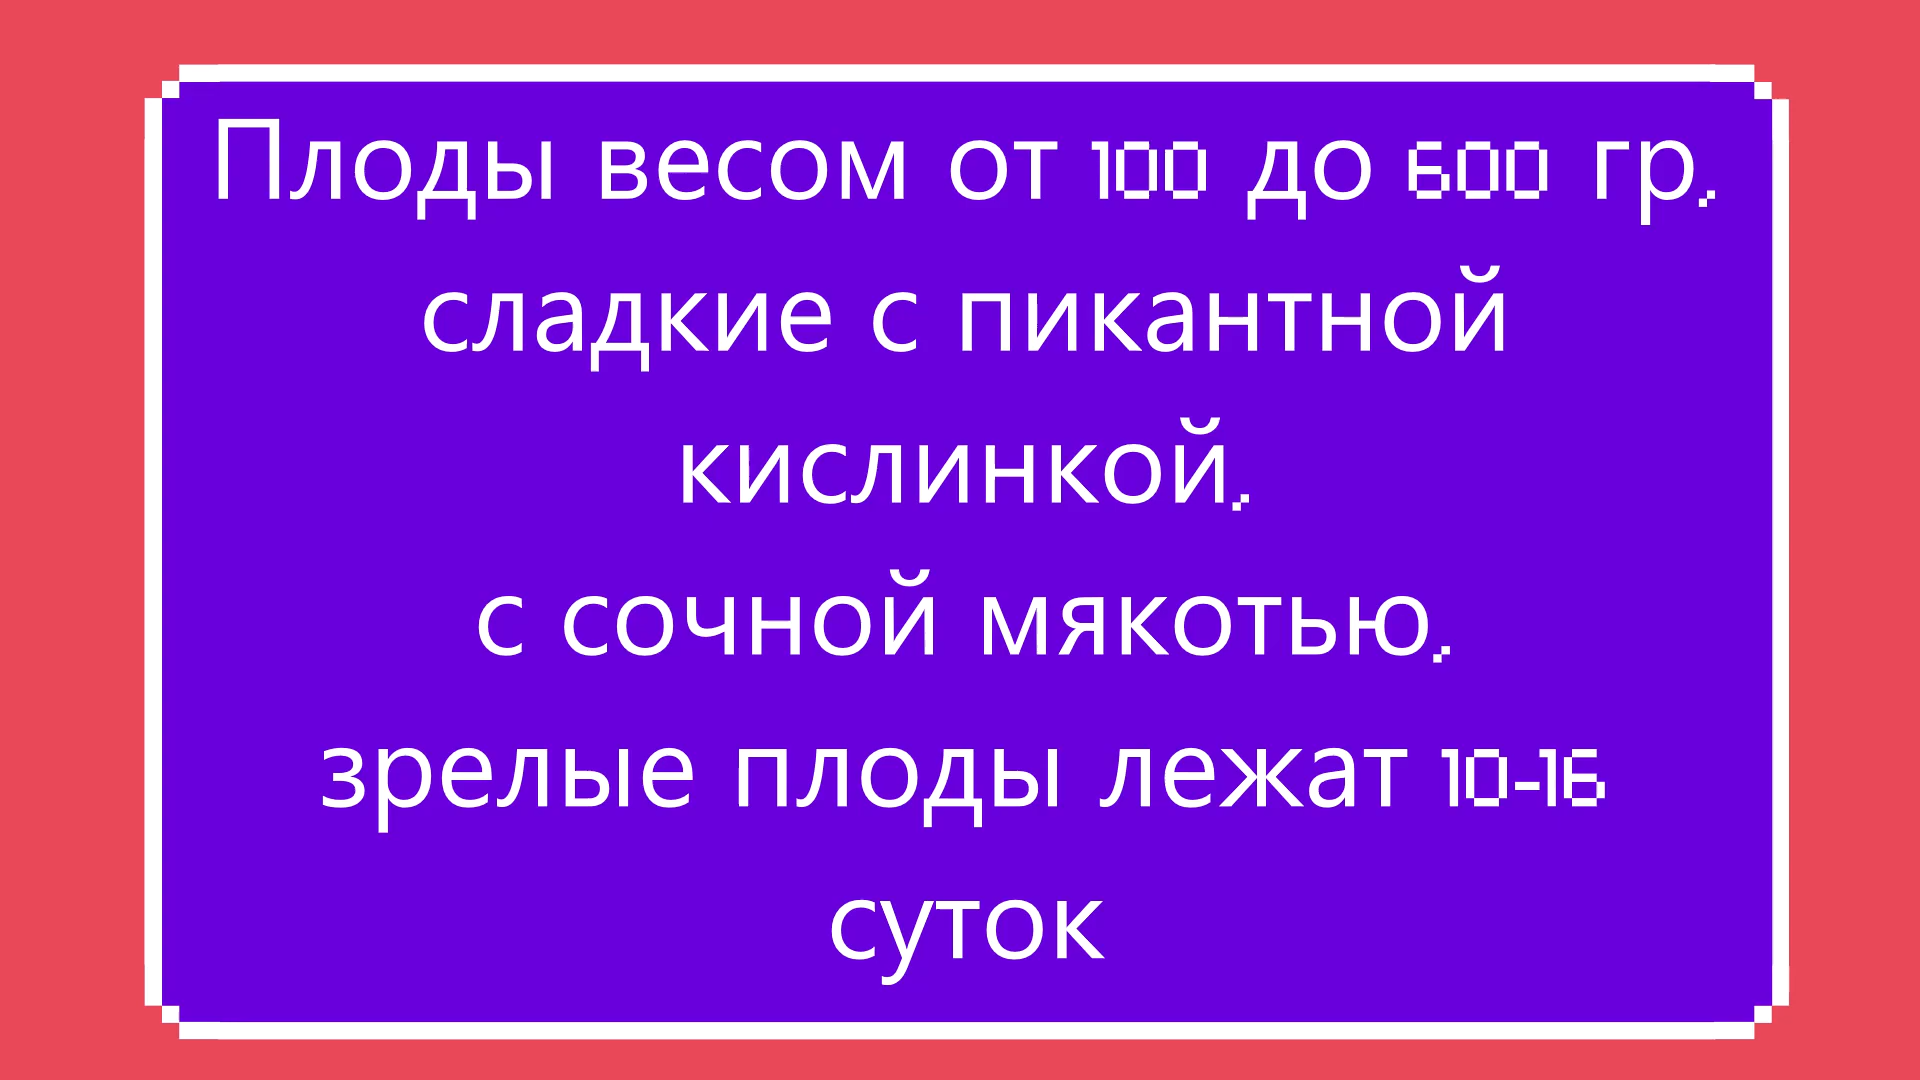 Плоды весом от 100 до 600 гр,
сладкие с пикантной
кислинкой,
с сочной мякотью,
зрелые плоды лежат 10-16
суток